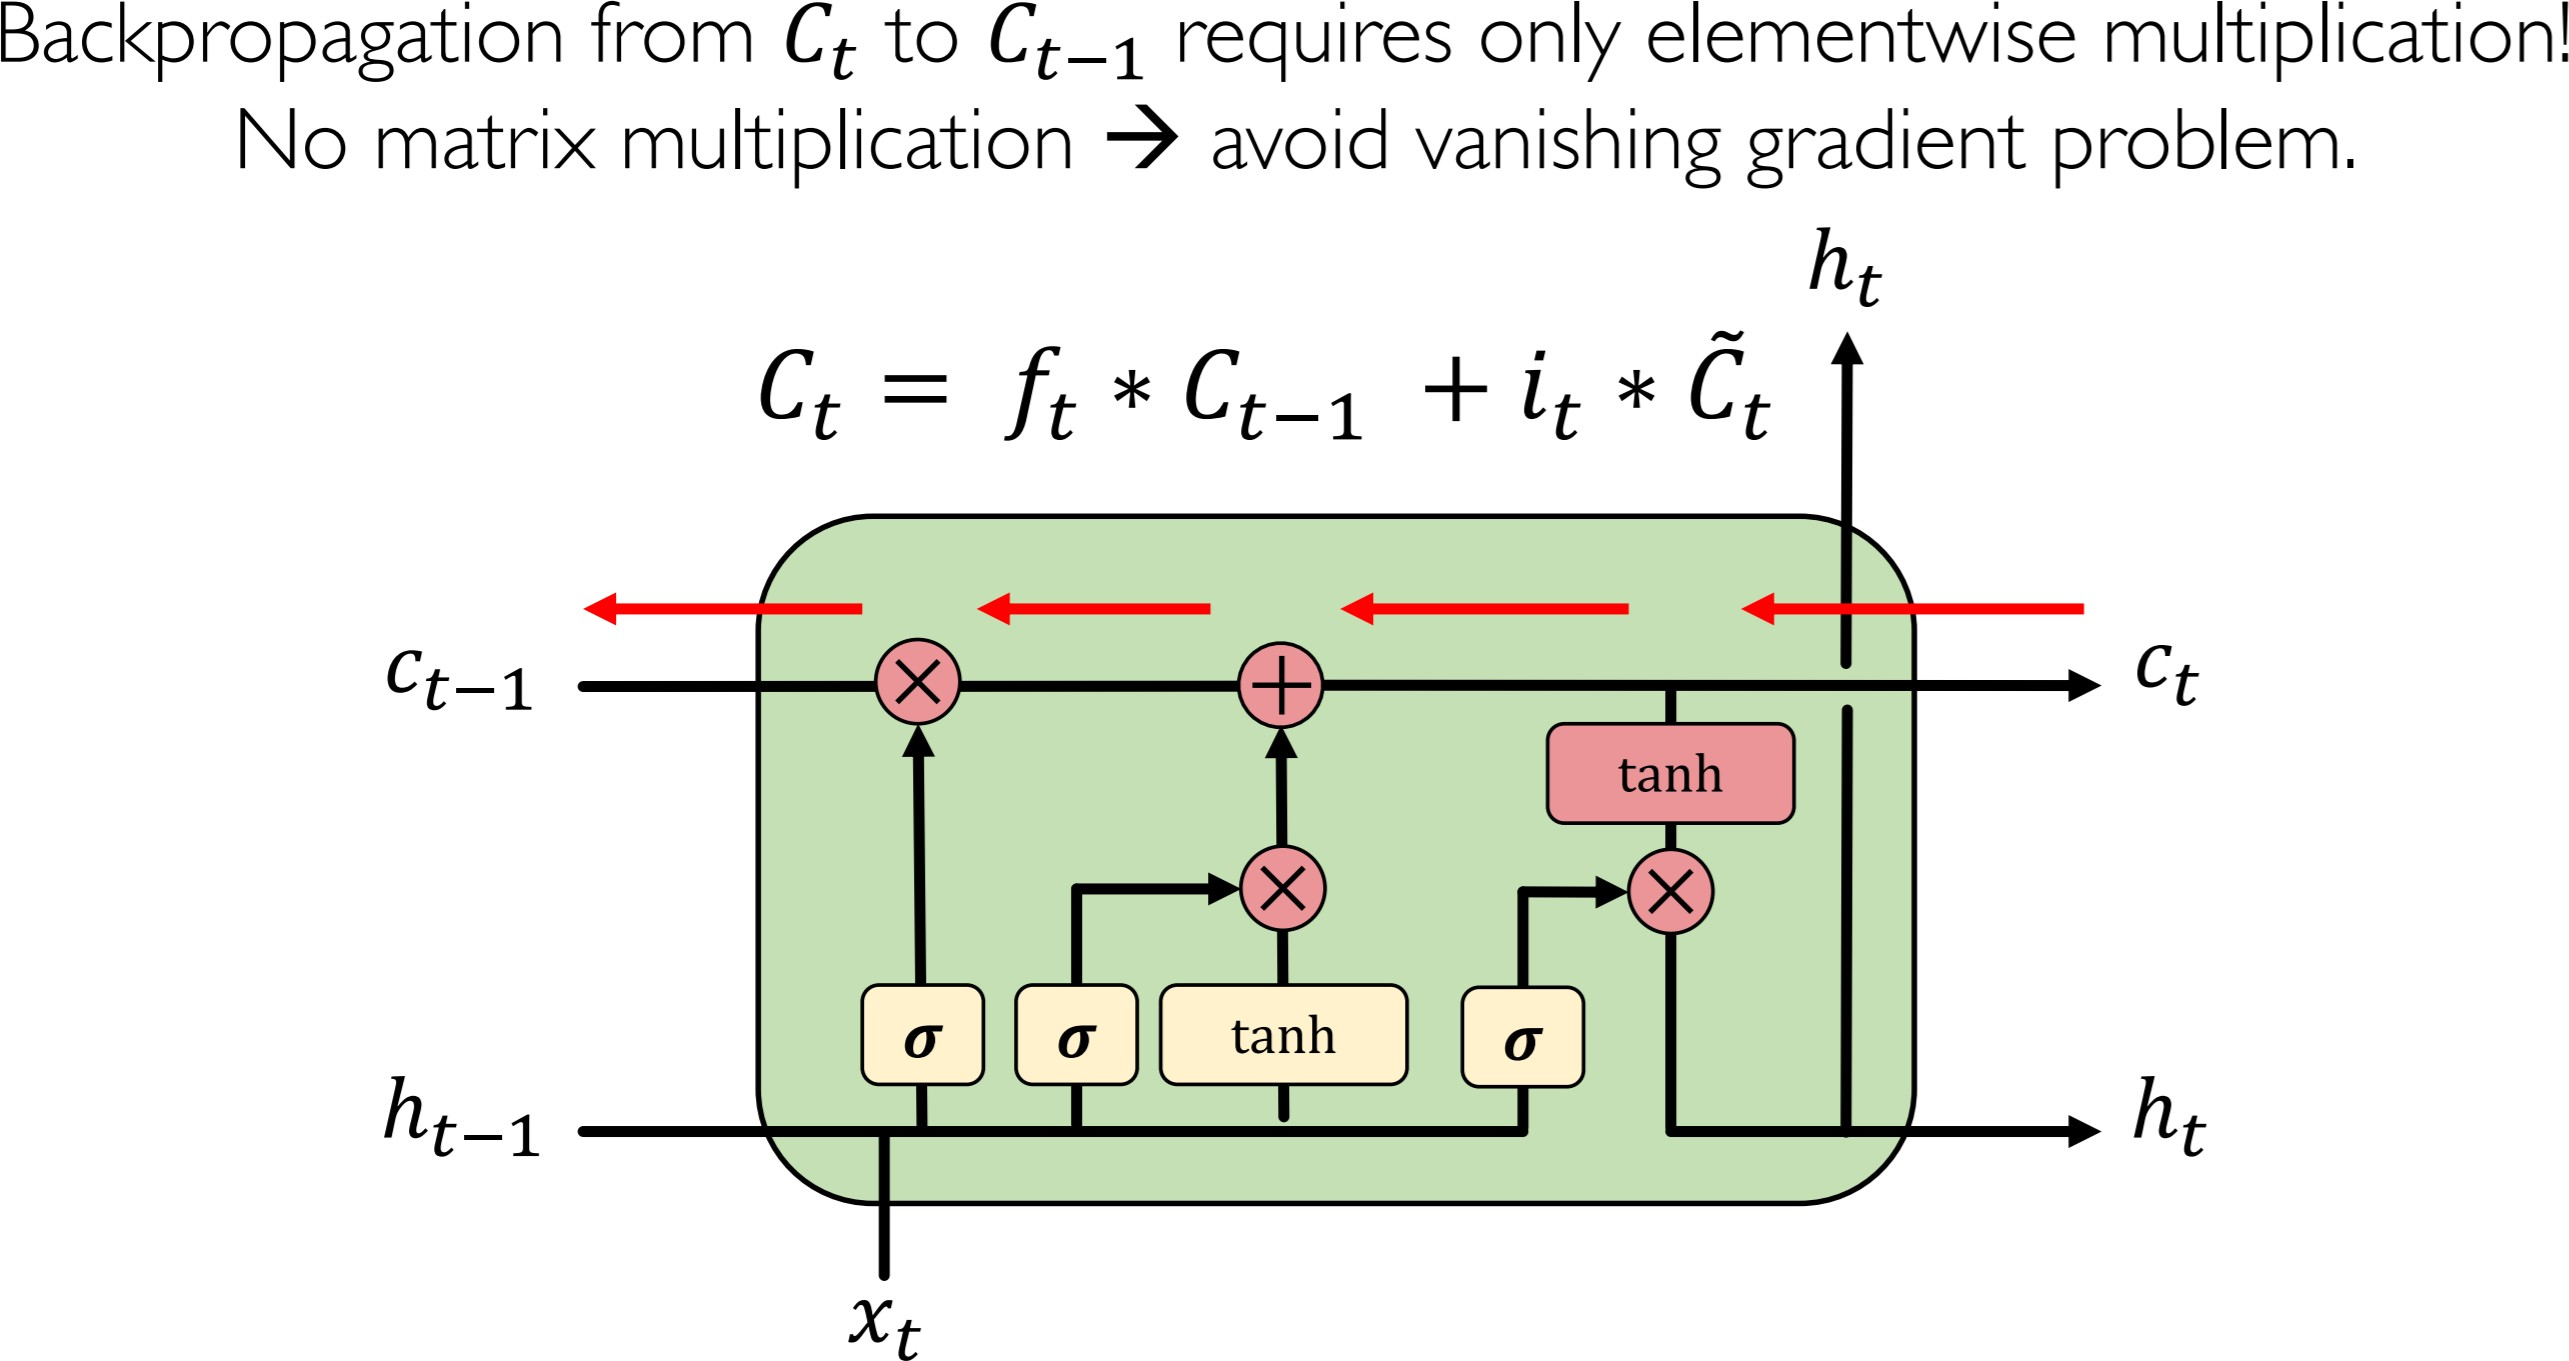 Backpropagation from C_t to C_{t−1} requires only elementwise multiplication!
No matrix multiplication → avoid vanishing gradient problem.
h_t
C_t = f_t * C_{t−1} + i_t * C̃_t
c_{t−1}
×
+
c_t
tanh
×
×
σ
σ
tanh
σ
h_{t−1}
h_t
x_t